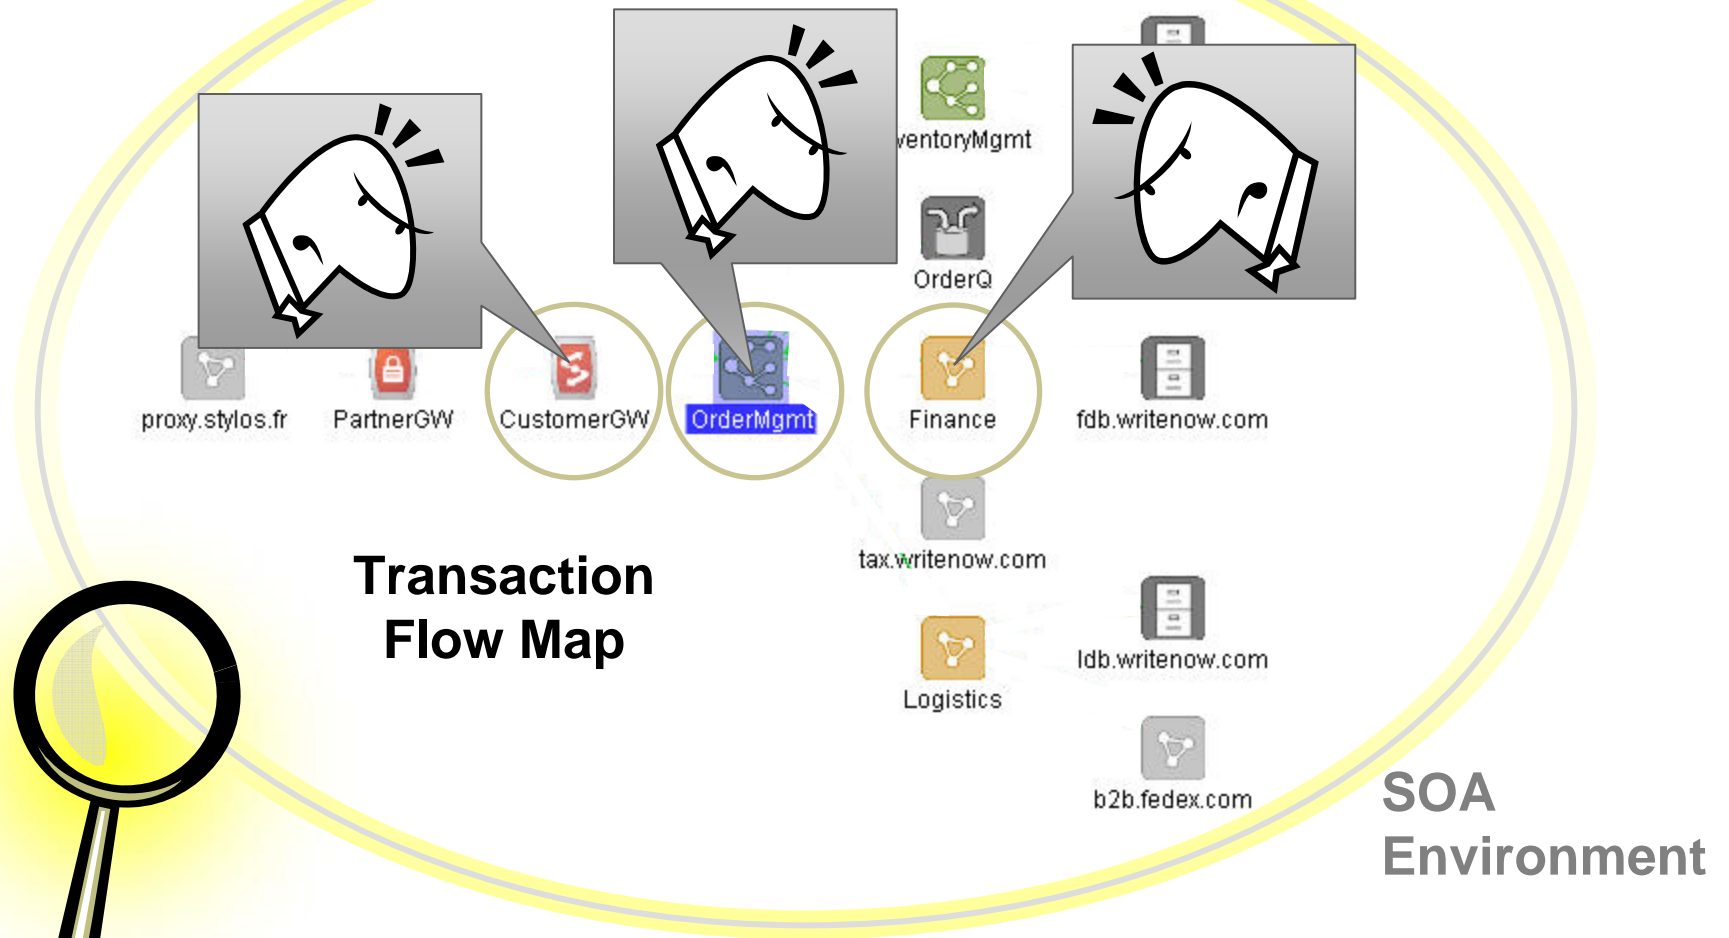 ventoryMgmt
OrderQ
proxy.stylos.fr
PartnerGW
CustomerGW
OrderMgmt
Finance
fdb.writenow.com
tax.writenow.com
Transaction
Flow Map
ldb.writenow.com
Logistics
b2b.fedex.com
SOA
Environment